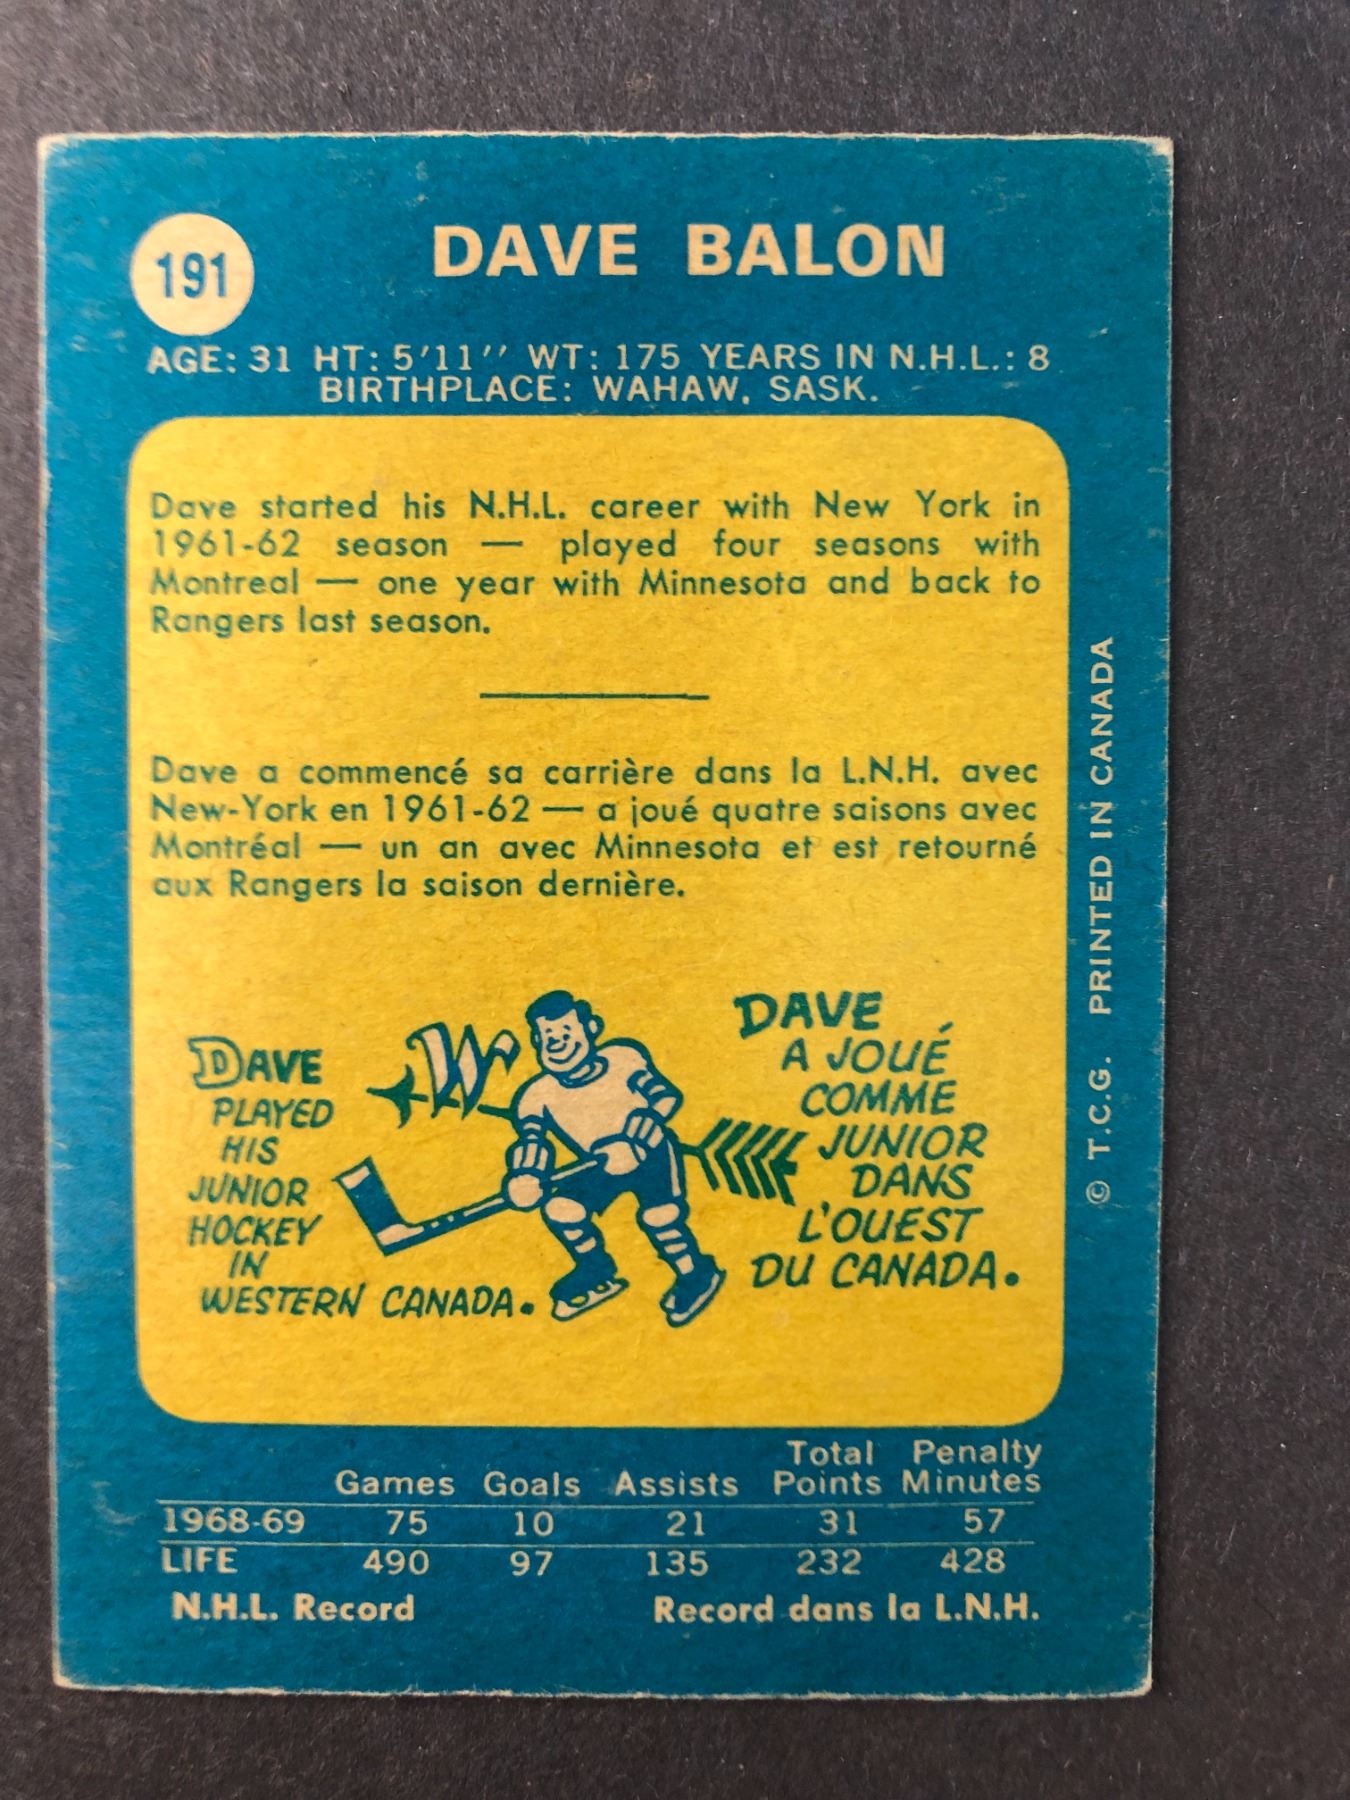 191
DAVE BALON
AGE: 31 HT: 5'11'' WT: 175 YEARS IN N.H.L.: 8
BIRTHPLACE: WAHAW, SASK.
Dave started his N.H.L. career with New York in
1961-62 season — played four seasons with
Montreal — one year with Minnesota and back to
Rangers last season.
Dave a commencé sa carrière dans la L.N.H. avec
New-York en 1961-62 — a joué quatre saisons avec
Montréal — un an avec Minnesota et est retourné
aux Rangers la saison dernière.
DAVE
PLAYED
HIS
JUNIOR
HOCKEY
IN
WESTERN CANADA.
W
DAVE
A JOUÉ
COMME
JUNIOR
DANS
L'OUEST
DU CANADA.
© T.C.G. PRINTED IN CANADA
Total Penalty
Games Goals Assists Points Minutes
1968-69 75 10 21 31 57
LIFE 490 97 135 232 428
N.H.L. Record Record dans la L.N.H.